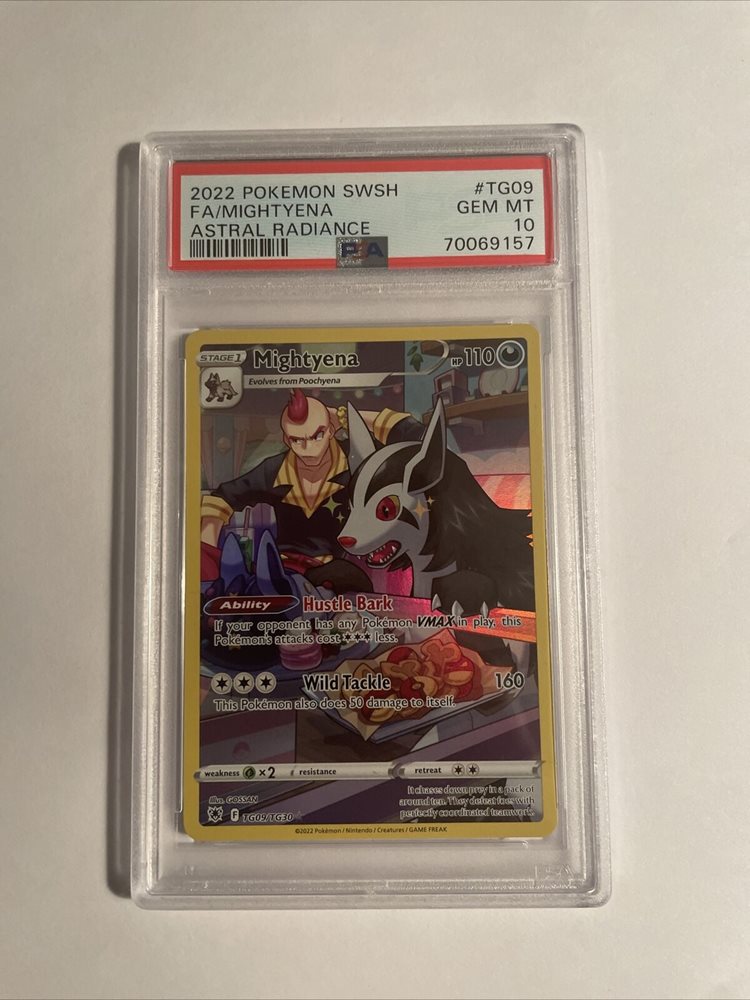 2022 POKEMON SWSH #TG09
FA/MIGHTYENA GEM MT
ASTRAL RADIANCE 10
70069157
PSA
STAGE 1 Mightyena HP 110
Evolves from Poochyena
Ability Hustle Bark
If your opponent has any Pokémon VMAX in play, this
Pokémon's attacks cost less.
Wild Tackle 160
This Pokémon also does 50 damage to itself.
weakness ×2 resistance retreat
Illus. GOSSAN
It chases down prey in a pack of
around ten. They defeat foes with
perfectly coordinated teamwork.
F TG09/TG30
©2022 Pokémon / Nintendo / Creatures / GAME FREAK